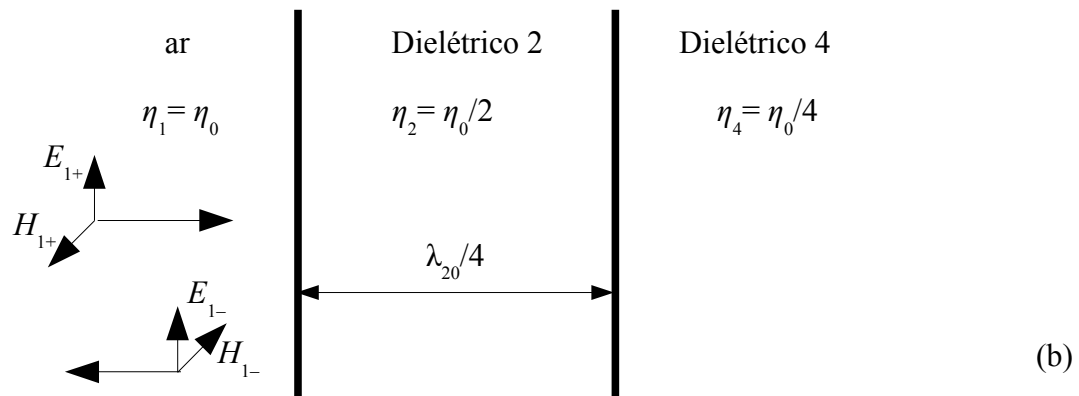 ar Dielétrico 2 Dielétrico 4
η₁= η₀ η₂= η₀/2 η₄= η₀/4
E₁₊
H₁₊
λ₂₀/4
E₁₋
H₁₋
(b)